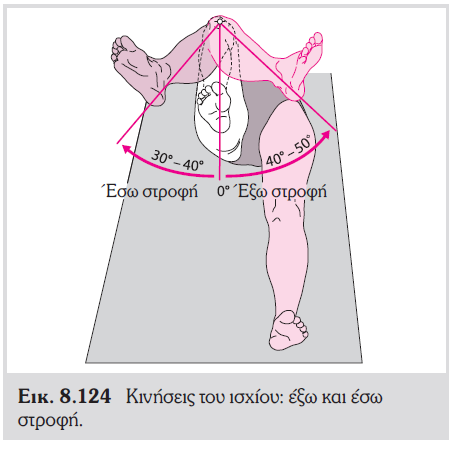 30°–40°
40°–50°
Έσω στροφή 0° Έξω στροφή
Εικ. 8.124 Κινήσεις του ισχίου: έξω και έσω
στροφή.